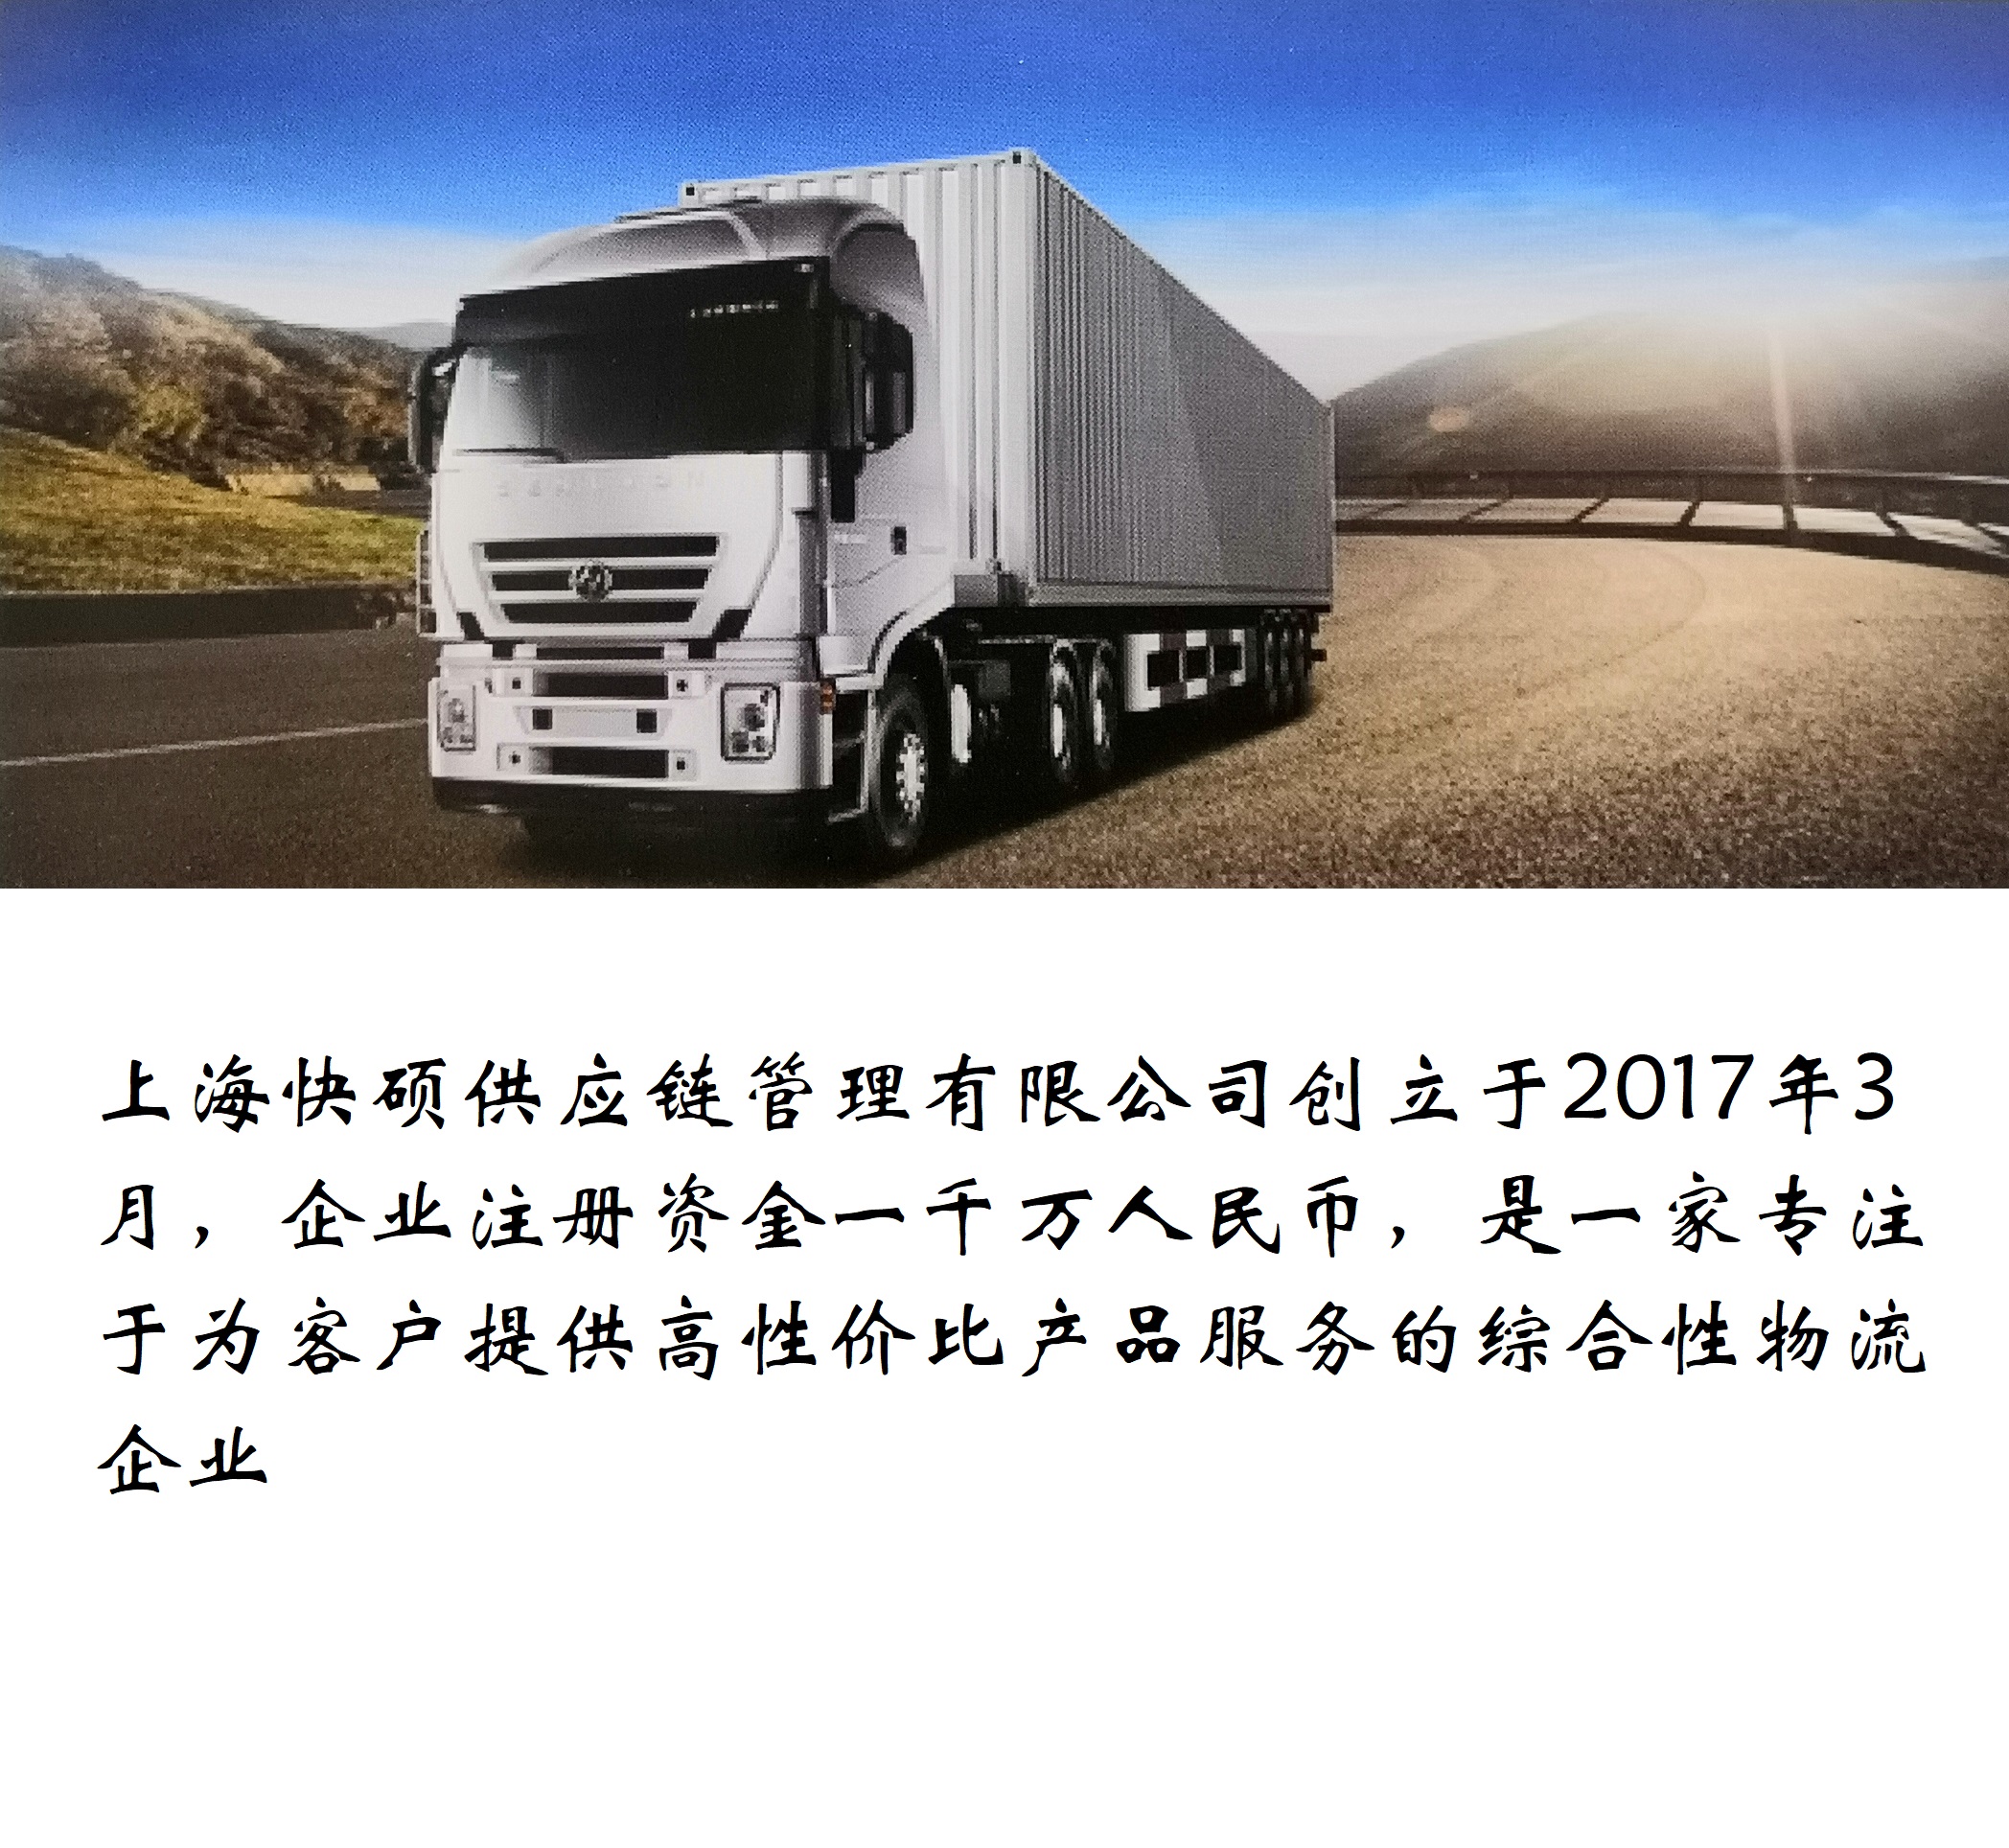 上海快硕供应链管理有限公司创立于2017年3
月，企业注册资金一千万人民币，是一家专注
于为客户提供高性价比产品服务的综合性物流
企业